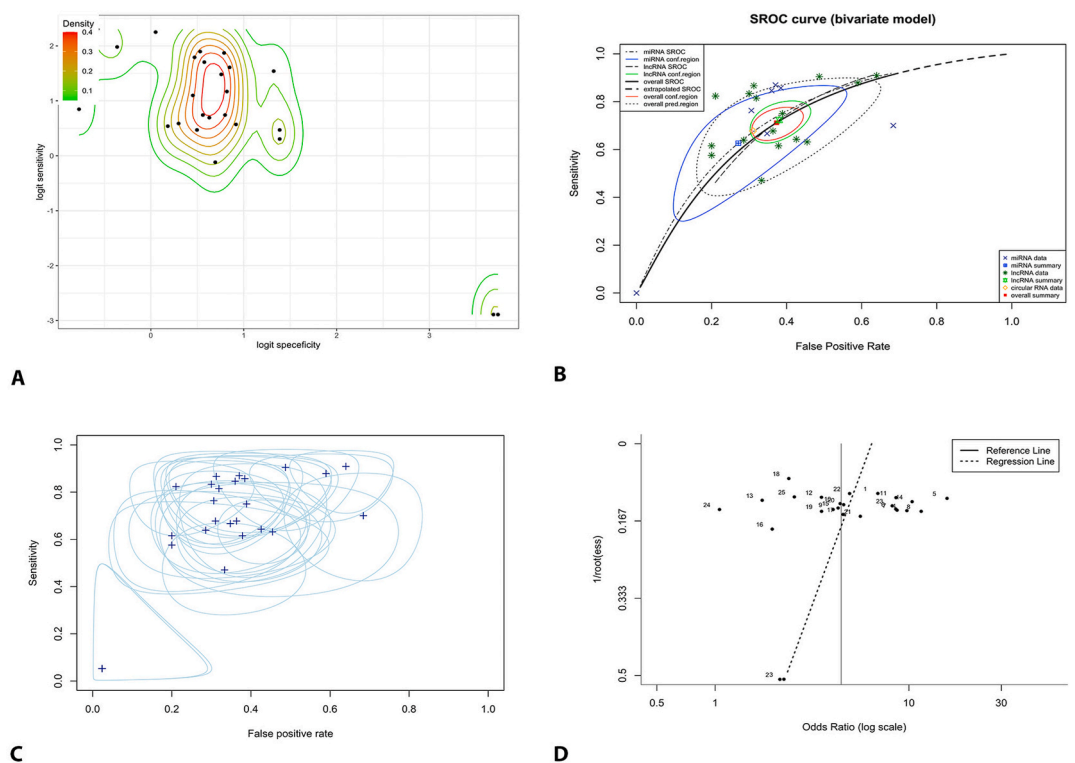 Density
0.4
0.3
0.2
0.1
2
1
0
-1
-2
-3
0
1
2
3
logit sensitivity
logit speceficity
A
SROC curve (bivariate model)
miRNA SROC
miRNA conf.region
lncRNA SROC
lncRNA conf.region
overall SROC
extrapolated SROC
overall conf.region
overall pred.region
1.0
0.8
0.6
0.4
0.2
0.0
Sensitivity
miRNA data
miRNA summary
lncRNA data
lncRNA summary
circular RNA data
overall summary
0.0
0.2
0.4
0.6
0.8
1.0
False Positive Rate
B
1.0
0.8
0.6
0.4
0.2
0.0
Sensitivity
0.0
0.2
0.4
0.6
0.8
1.0
False positive rate
C
0
0.167
0.333
0.5
1/root(ess)
Reference Line
Regression Line
18
25
13
24
12
16
19
22
1
11
5
23
0.5
1
10
30
Odds Ratio (log scale)
D